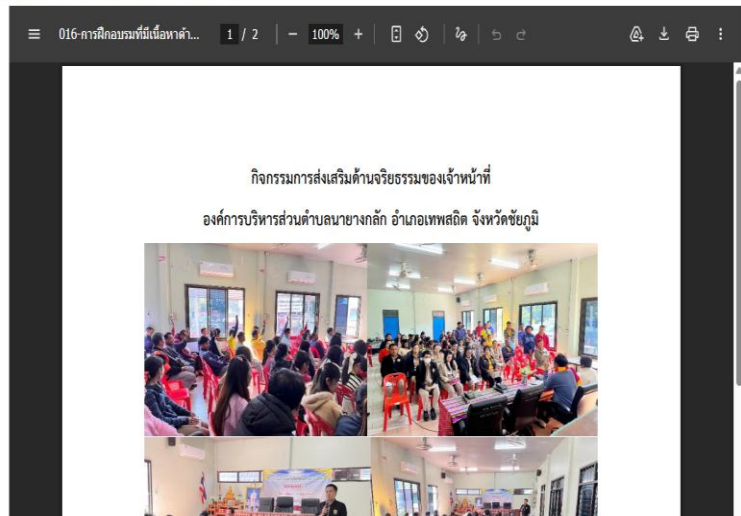 016-การฝึกอบรมที่มีเนื้อหาด้า... 1 / 2 100%
กิจกรรมการส่งเสริมด้านจริยธรรมของเจ้าหน้าที่
องค์การบริหารส่วนตำบลนายางกลัก อำเภอเทพสถิต จังหวัดชัยภูมิ